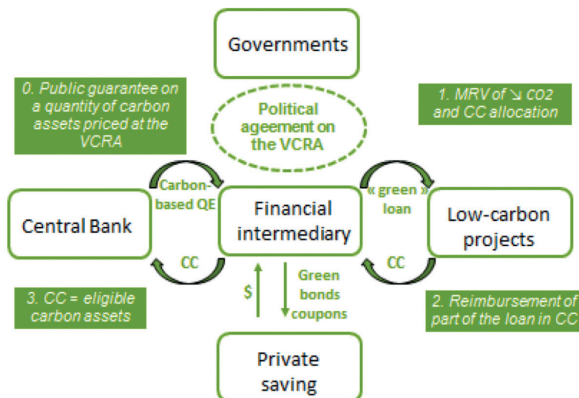 Governments
0. Public guarantee on
a quantity of carbon
assets priced at the
VCRA
Political
ageement on
the VCRA
1. MRV of ↘ CO2
and CC allocation
Carbon-
based QE
« green »
loan
Central Bank
Financial
intermediary
Low-carbon
projects
CC
CC
3. CC = eligible
carbon assets
$
Green
bonds
coupons
2. Reimbursement of
part of the loan in CC
Private
saving